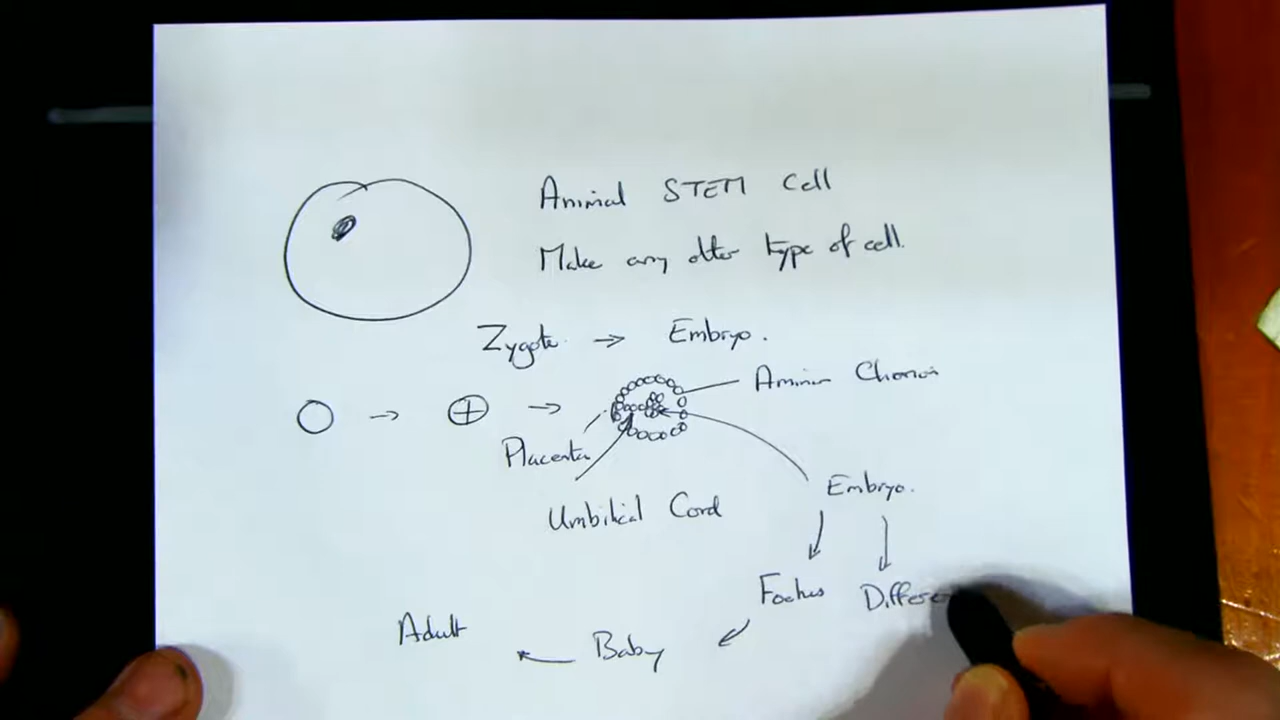 Animal STEM Cell
Make any other type of cell.
Zygote → Embryo.
Amnion Chorion
Placenta
Umbilical Cord
Embryo.
Foetus Differe
Adult ← Baby